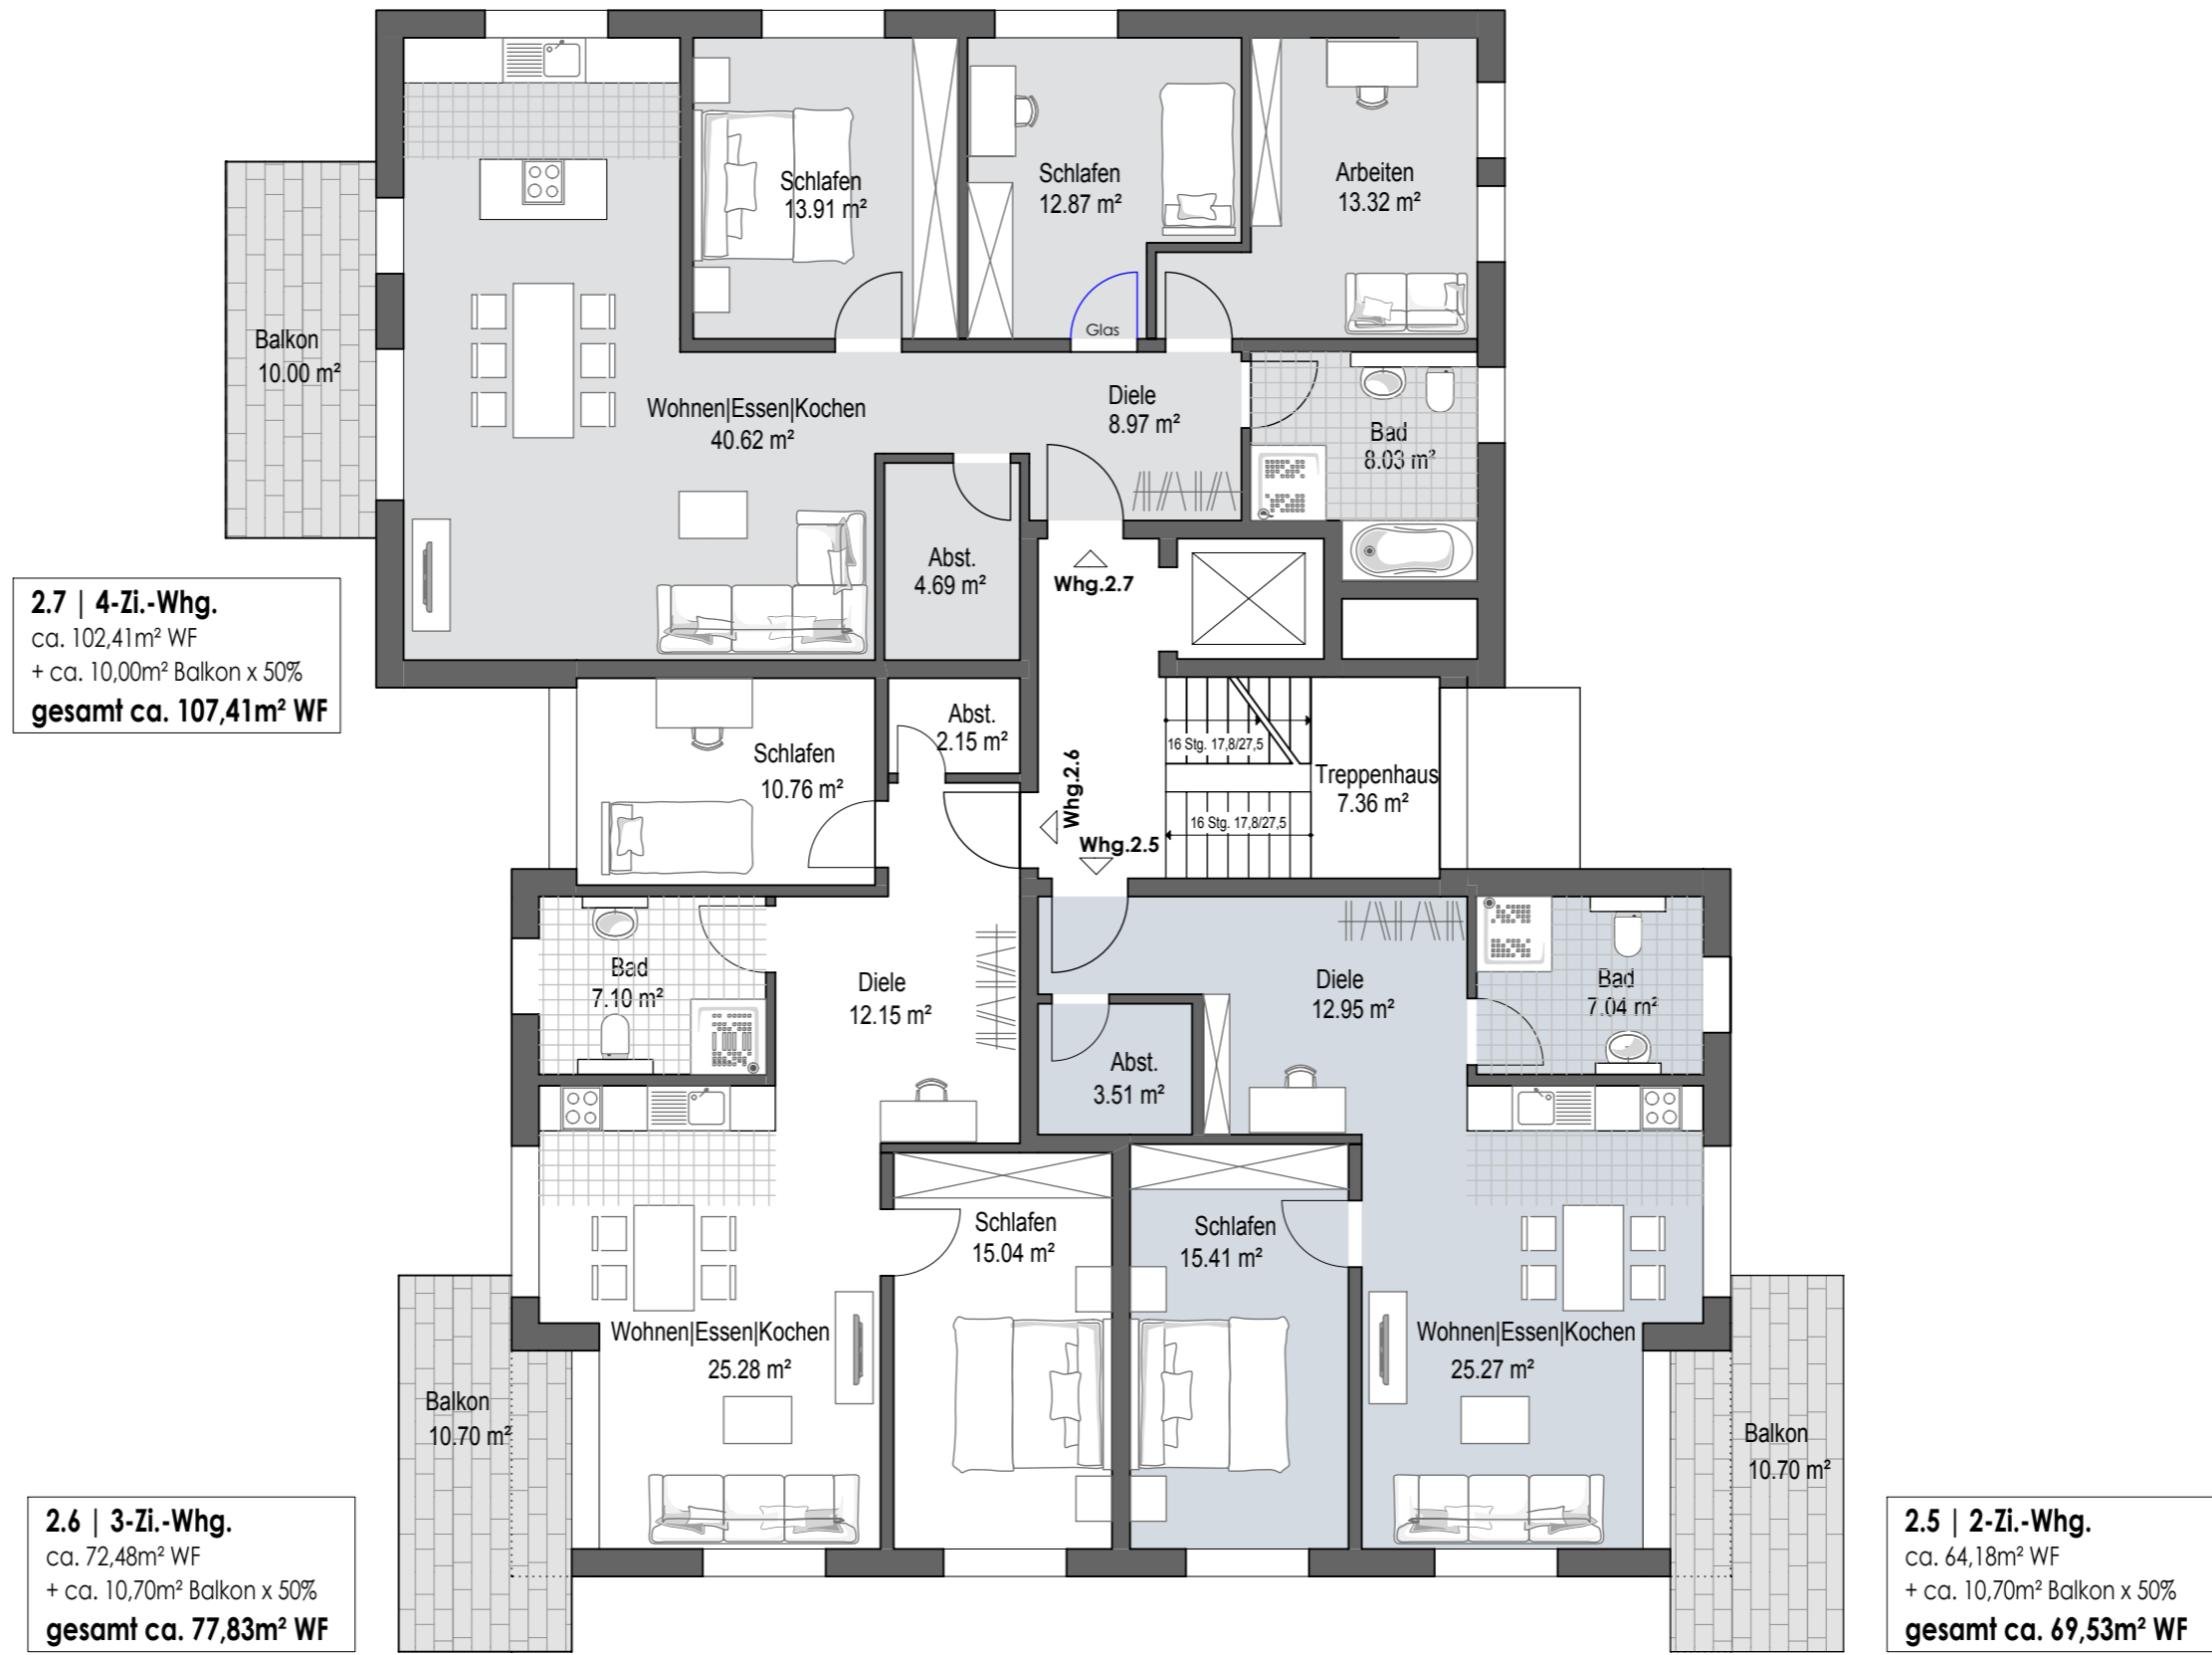 Schlafen
13.91 m²
Schlafen
12.87 m²
Arbeiten
13.32 m²
Glas
Balkon
10.00 m²
Wohnen|Essen|Kochen
40.62 m²
Diele
8.97 m²
Bad
8.03 m²
Abst.
4.69 m²
Whg.2.7
2.7 | 4-Zi.-Whg.
ca. 102,41m² WF
+ ca. 10,00m² Balkon x 50%
gesamt ca. 107,41m² WF
Schlafen
10.76 m²
Abst.
2.15 m²
16 Stg. 17,8/27,5
Treppenhaus
7.36 m²
16 Stg. 17,8/27,5
Whg.2.6
Whg.2.5
Bad
7.10 m²
Diele
12.15 m²
Diele
12.95 m²
Bad
7.04 m²
Abst.
3.51 m²
Schlafen
15.04 m²
Schlafen
15.41 m²
Wohnen|Essen|Kochen
25.28 m²
Wohnen|Essen|Kochen
25.27 m²
Balkon
10.70 m²
Balkon
10.70 m²
2.6 | 3-Zi.-Whg.
ca. 72,48m² WF
+ ca. 10,70m² Balkon x 50%
gesamt ca. 77,83m² WF
2.5 | 2-Zi.-Whg.
ca. 64,18m² WF
+ ca. 10,70m² Balkon x 50%
gesamt ca. 69,53m² WF